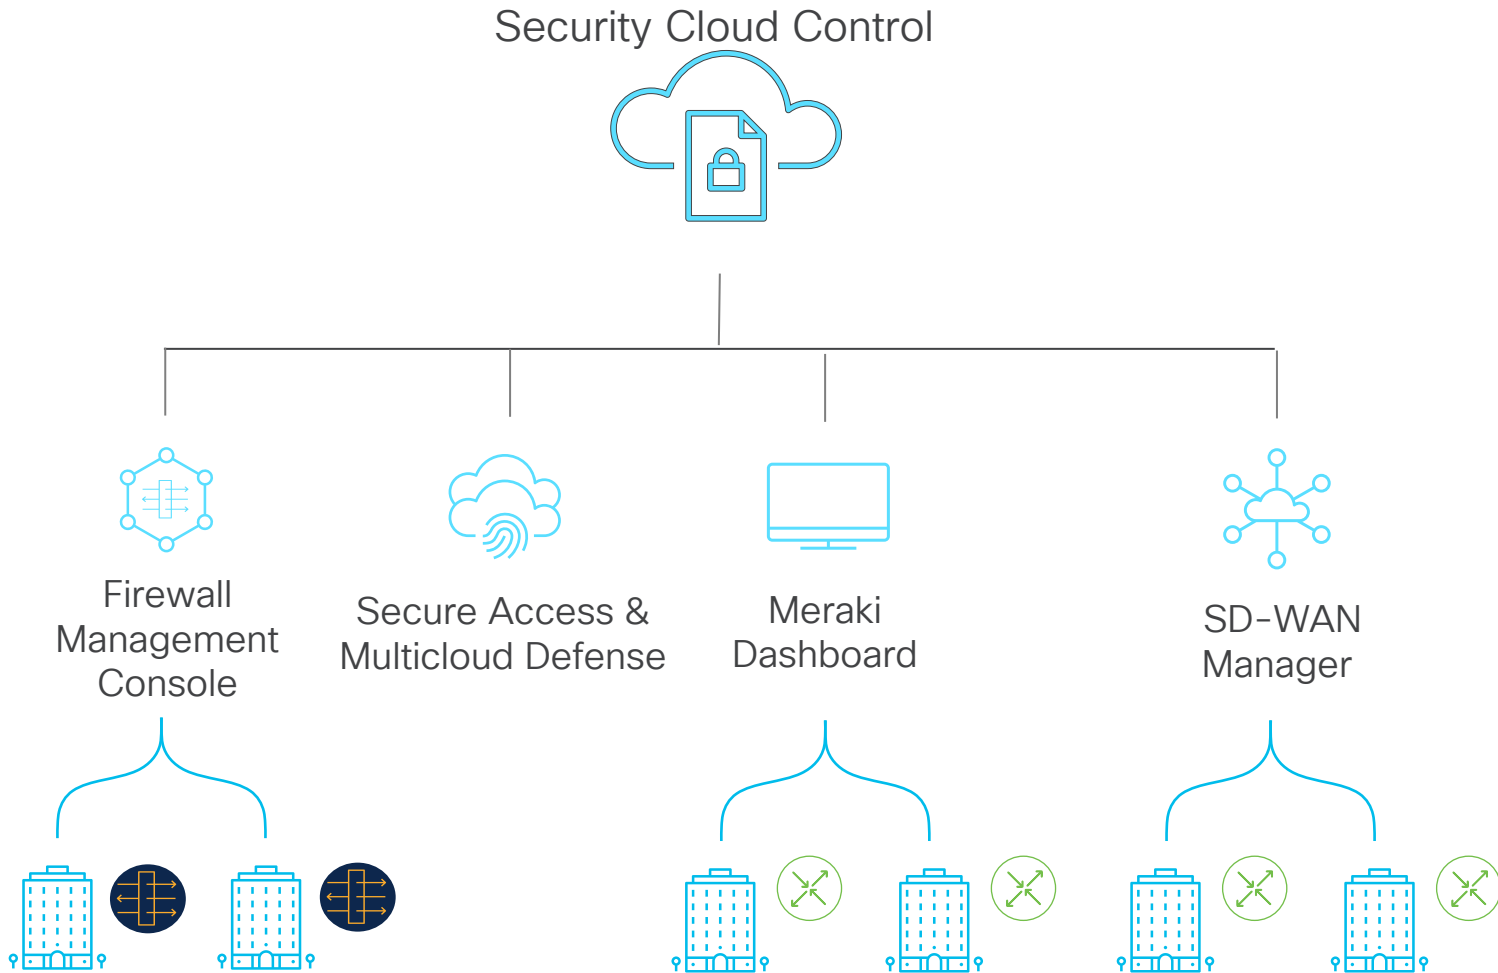 Security Cloud Control
Firewall
Management
Console
Secure Access &
Multicloud Defense
Meraki
Dashboard
SD-WAN
Manager